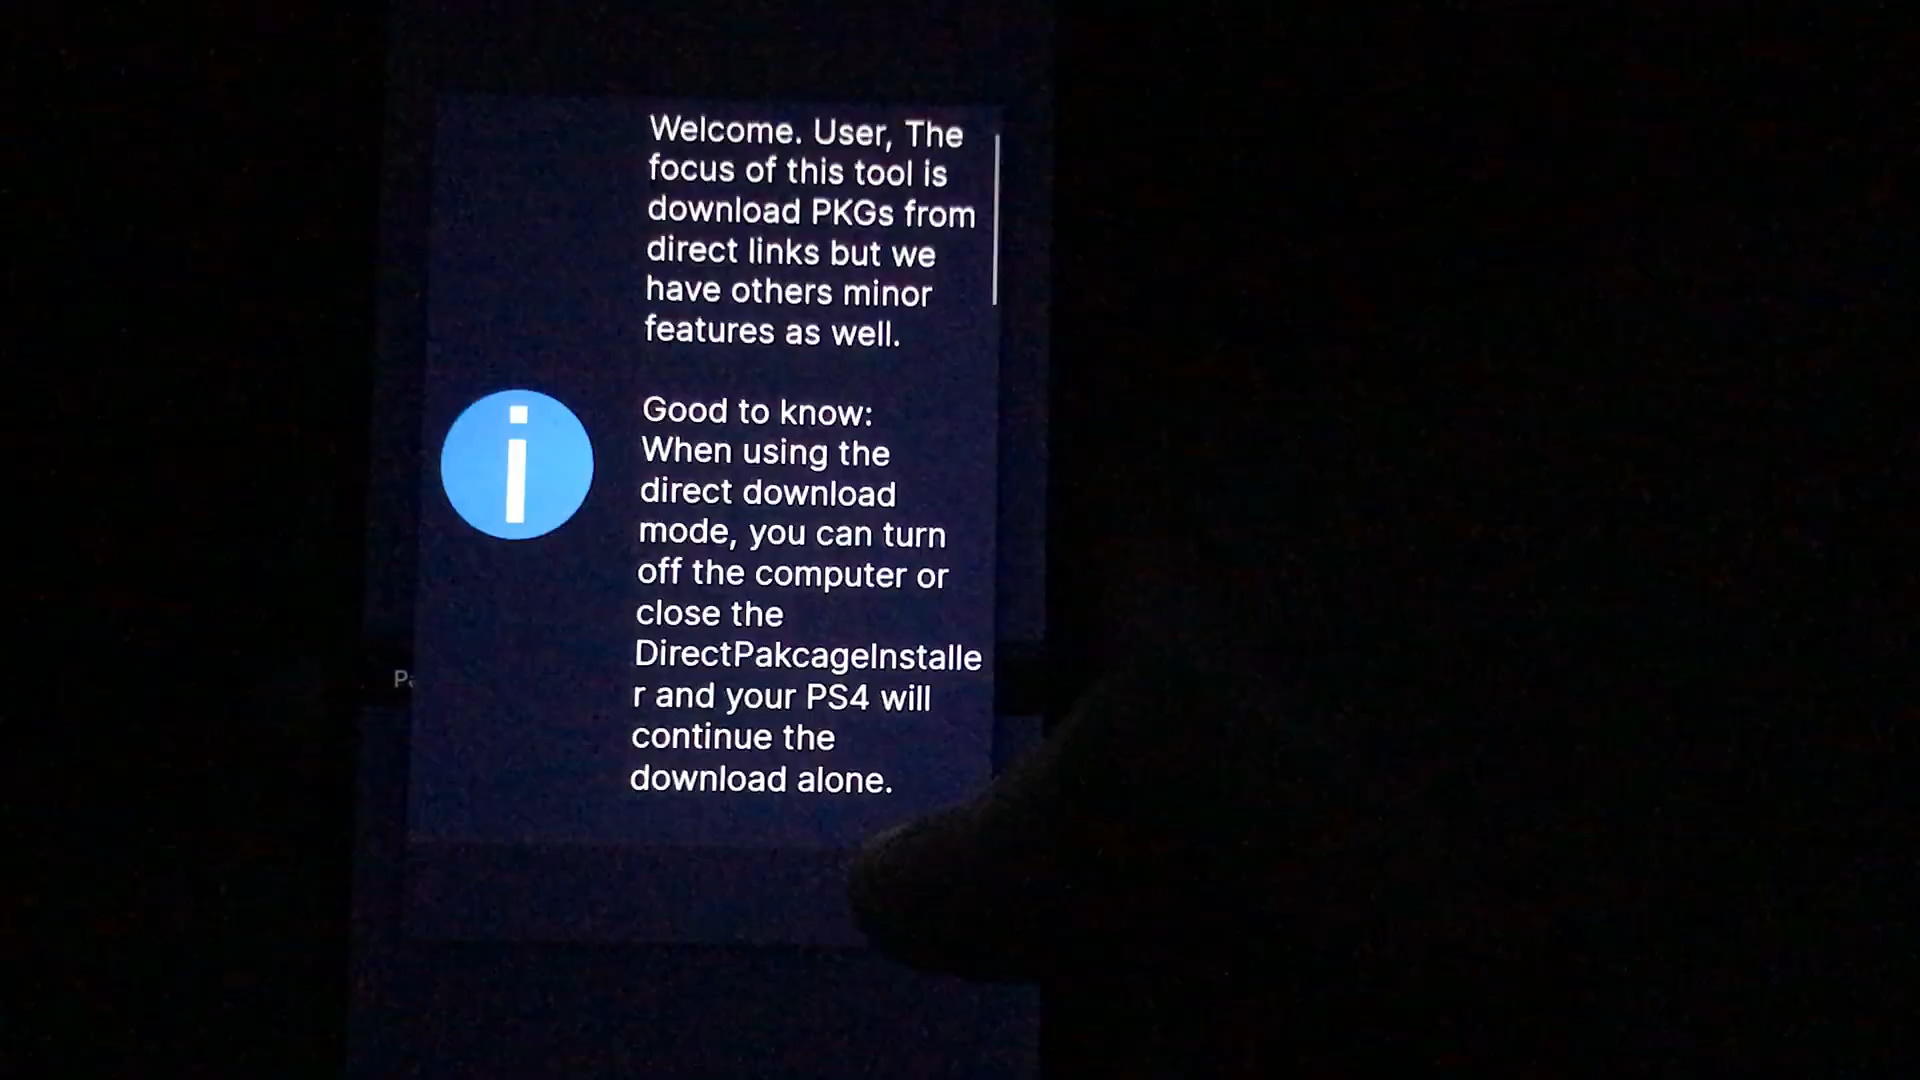 Welcome. User, The
focus of this tool is
download PKGs from
direct links but we
have others minor
features as well.
Good to know:
When using the
direct download
mode, you can turn
off the computer or
close the
DirectPakcageInstalle
r and your PS4 will
continue the
download alone.